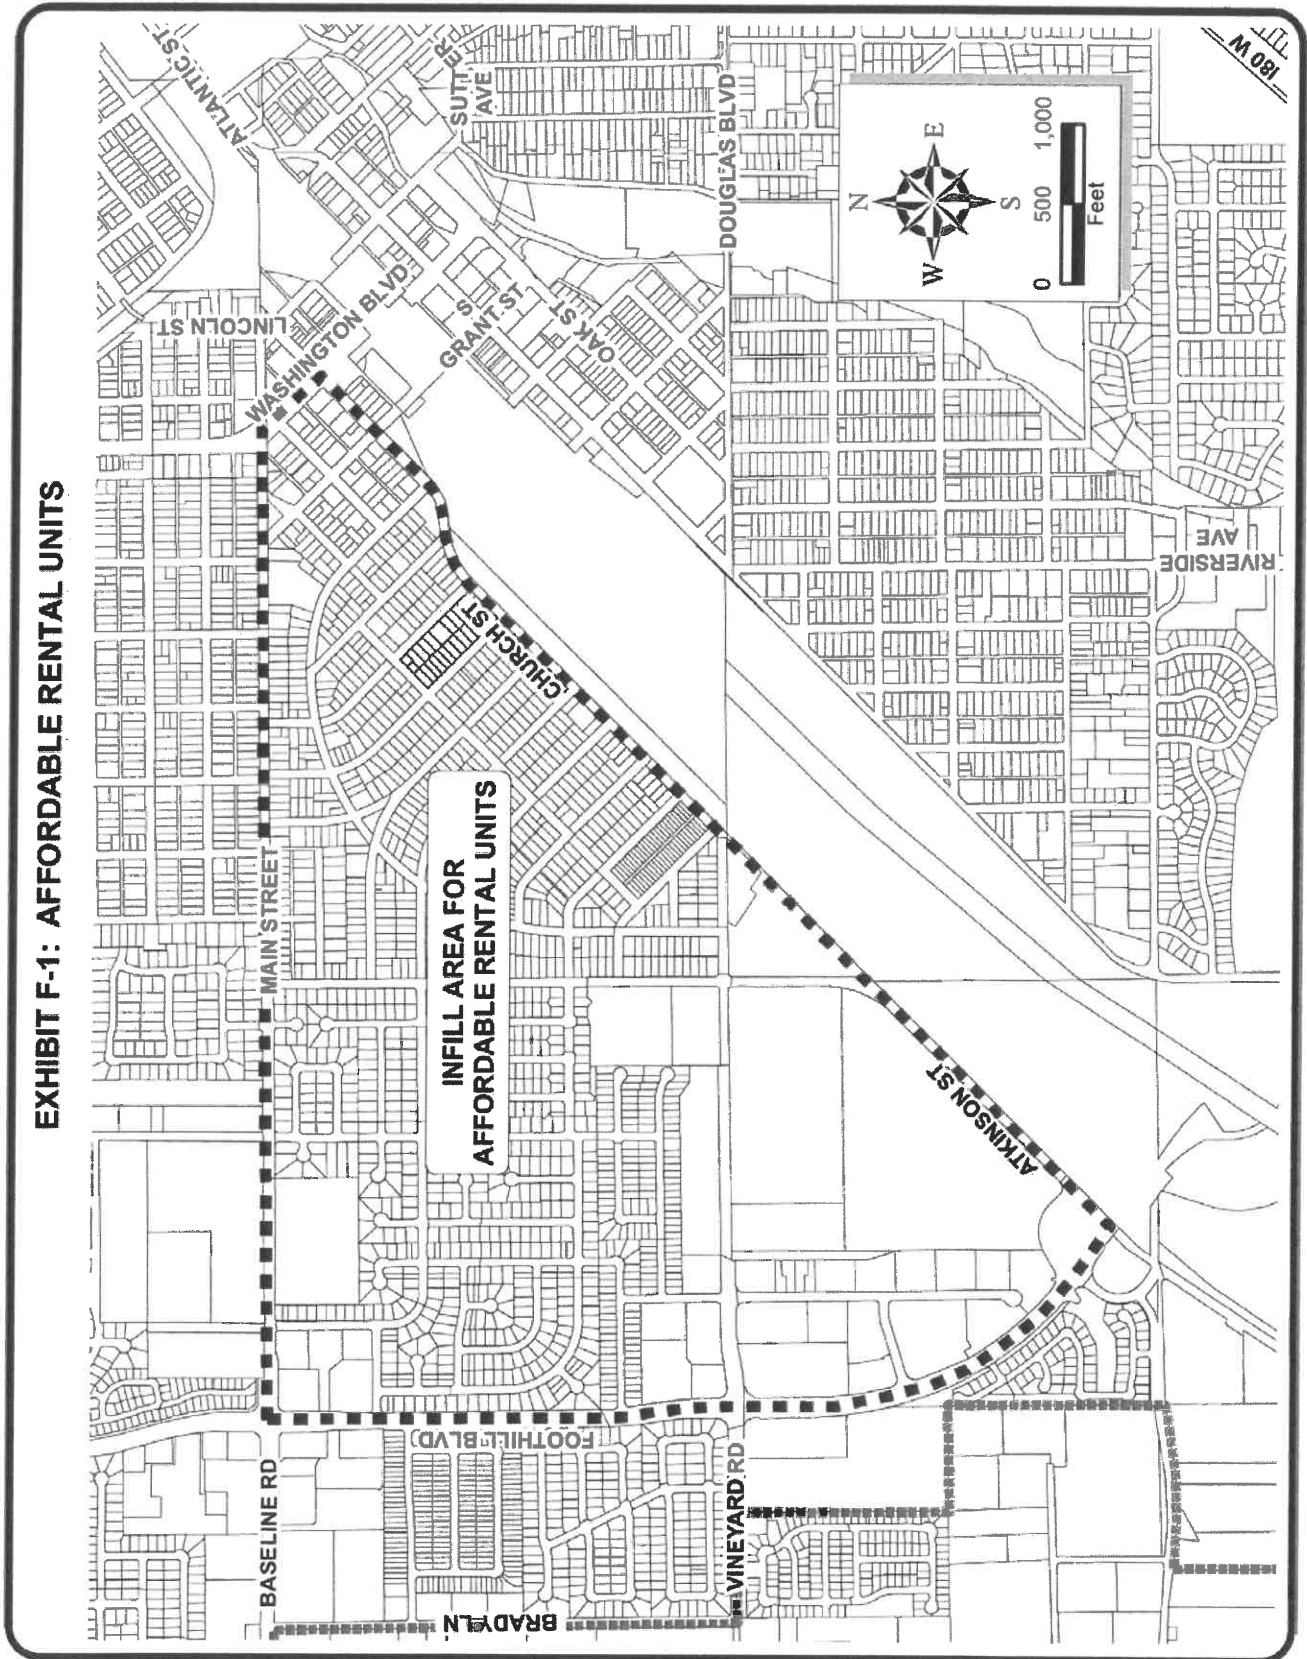 EXHIBIT F-1: AFFORDABLE RENTAL UNITS
ATLANTIC ST
SUTTER
AVE
LINCOLN ST
WASHINGTON BLVD
S
GRANT ST
OAK ST
DOUGLAS BLVD
I80 W
N
W
E
S
0
500
1,000
Feet
MAIN STREET
CHURCH ST
INFILL AREA FOR
AFFORDABLE RENTAL UNITS
RIVERSIDE
AVE
ATKINSON ST
BASELINE RD
FOOTHILL BLVD
VINEYARD RD
BRADY LN